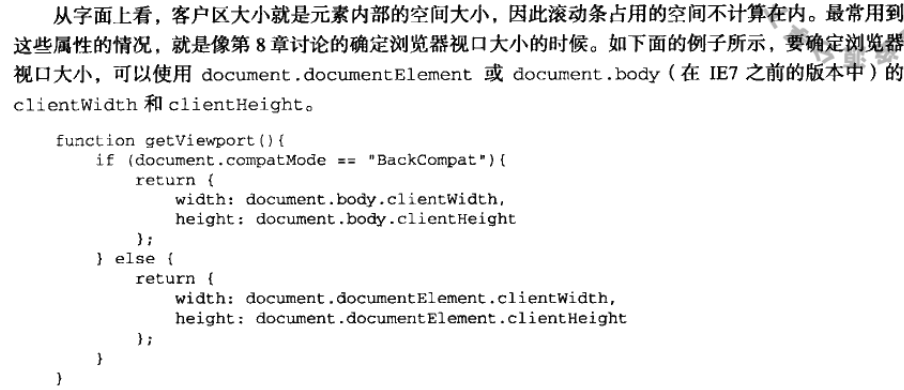 从字面上看，客户区大小就是元素内部的空间大小，因此滚动条占用的空间不计算在内。最常用到
这些属性的情况，就是像第 8 章讨论的确定浏览器视口大小的时候。如下面的例子所示，要确定浏览器
视口大小，可以使用 document.documentElement 或 document.body（在 IE7 之前的版本中）的
clientWidth 和 clientHeight。
function getViewport(){
    if (document.compatMode == "BackCompat"){
        return {
            width: document.body.clientWidth,
            height: document.body.clientHeight
        };
    } else {
        return {
            width: document.documentElement.clientWidth,
            height: document.documentElement.clientHeight
        };
    }
}